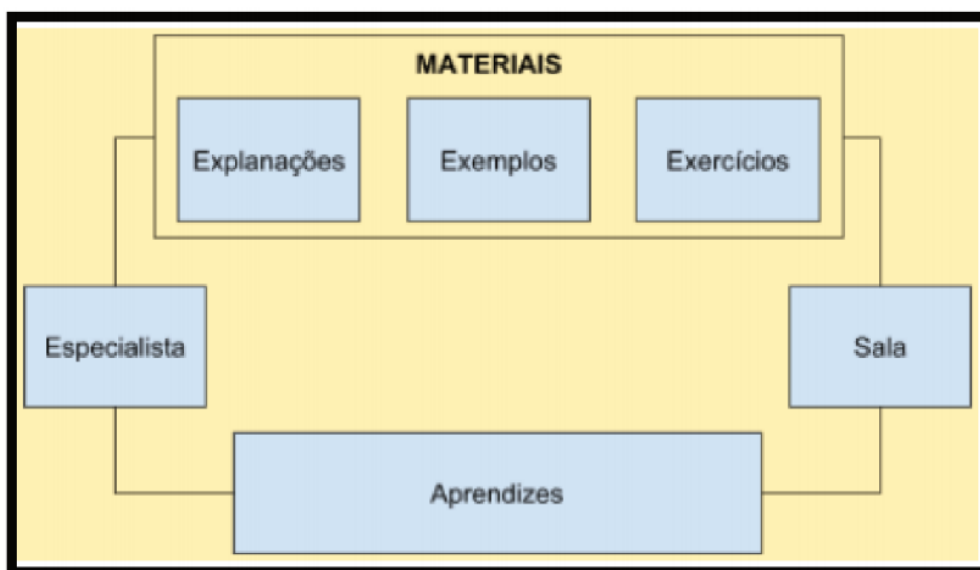 MATERIAIS
Explanações
Exemplos
Exercícios
Especialista
Sala
Aprendizes